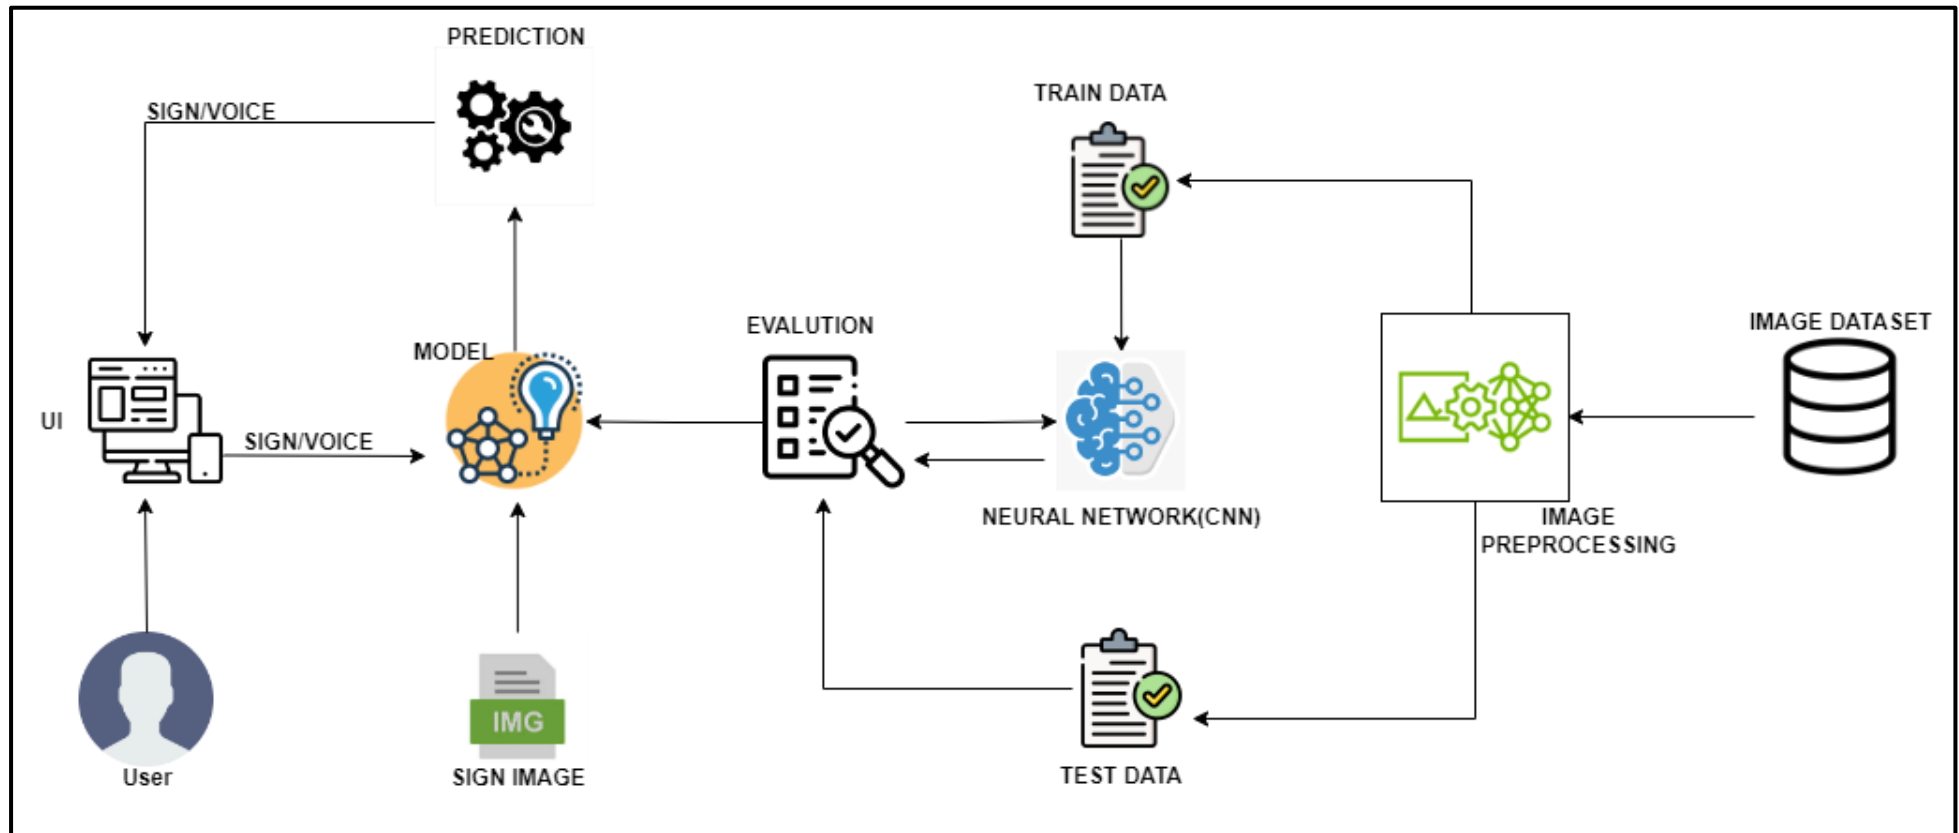 PREDICTION
SIGN/VOICE
TRAIN DATA
EVALUTION
IMAGE DATASET
MODEL
UI
SIGN/VOICE
NEURAL NETWORK(CNN)
IMAGE
PREPROCESSING
IMG
User
SIGN IMAGE
TEST DATA